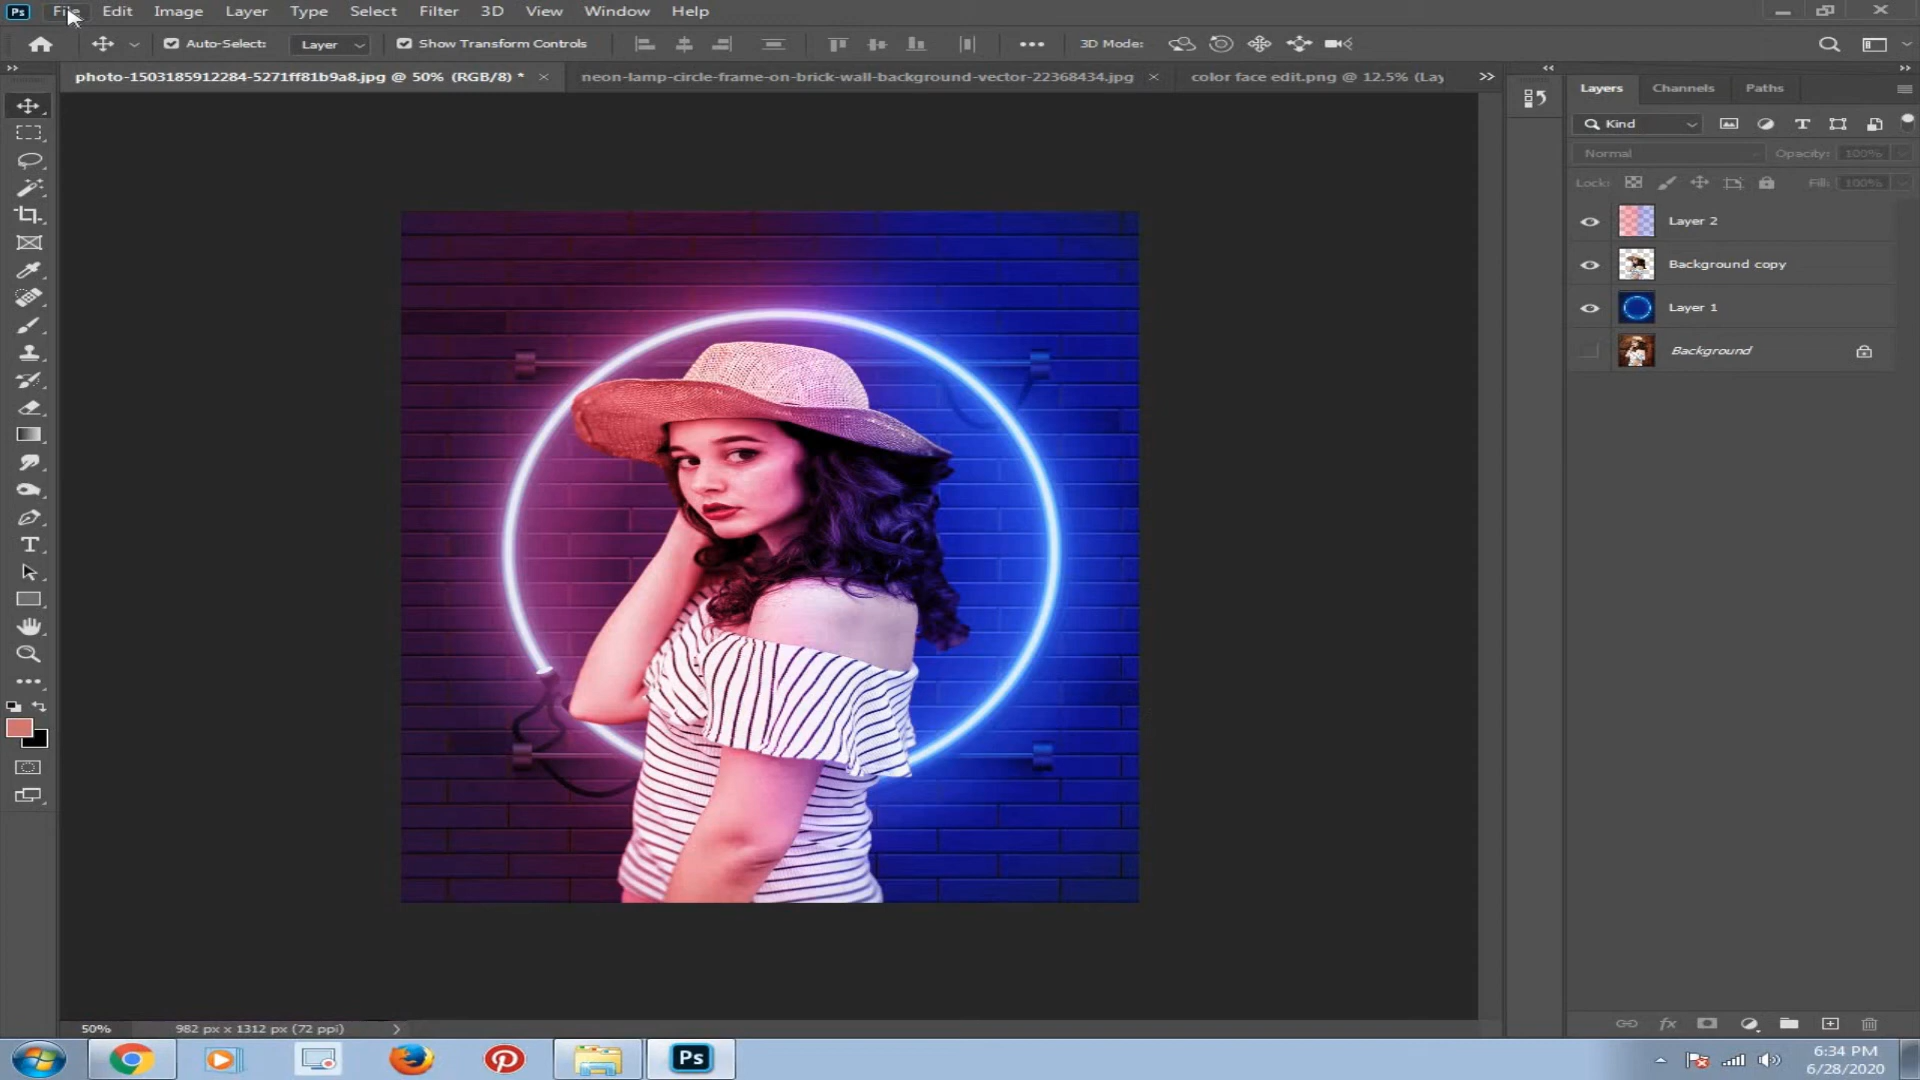 Ps File Edit Image Layer Type Select Filter 3D View Window Help
Auto-Select: Layer Show Transform Controls 3D Mode:
photo-1503185912284-5271ff81b9a8.jpg @ 50% (RGB/8) * neon-lamp-circle-frame-on-brick-wall-background-vector-22368434.jpg color face edit.png @ 12.5% (Lay
Layers Channels Paths
Kind
Normal Opacity: 100%
Lock: Fill: 100%
Layer 2
Background copy
Layer 1
Background
50% 982 px x 1312 px (72 ppi)
Ps
6:34 PM
6/28/2020